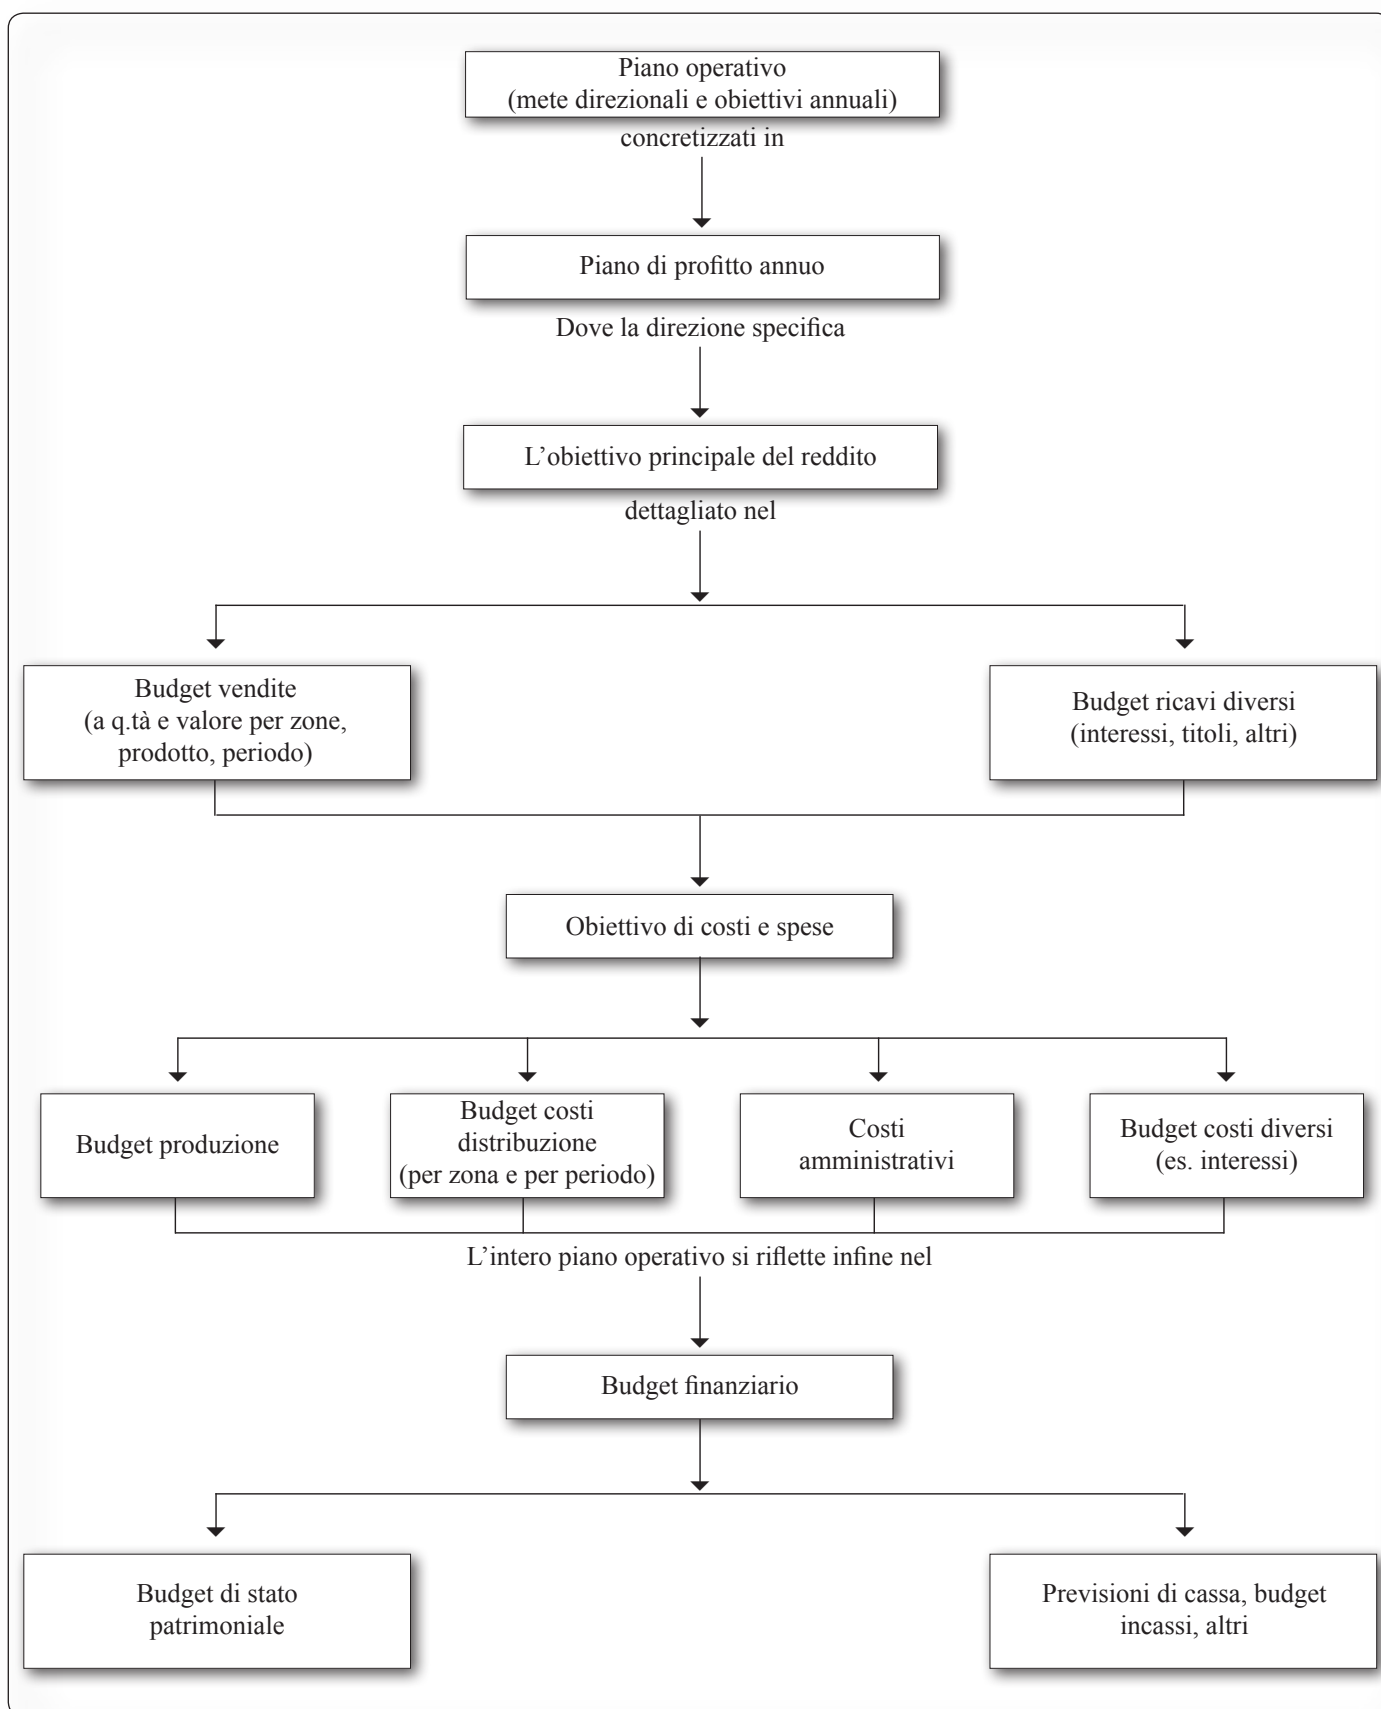 Piano operativo
(mete direzionali e obiettivi annuali)
concretizzati in
Piano di profitto annuo
Dove la direzione specifica
L’obiettivo principale del reddito
dettagliato nel
Budget vendite
(a q.tà e valore per zone,
prodotto, periodo)
Budget ricavi diversi
(interessi, titoli, altri)
Obiettivo di costi e spese
Budget produzione
Budget costi
distribuzione
(per zona e per periodo)
Costi
amministrativi
Budget costi diversi
(es. interessi)
L’intero piano operativo si riflette infine nel
Budget finanziario
Budget di stato
patrimoniale
Previsioni di cassa, budget
incassi, altri